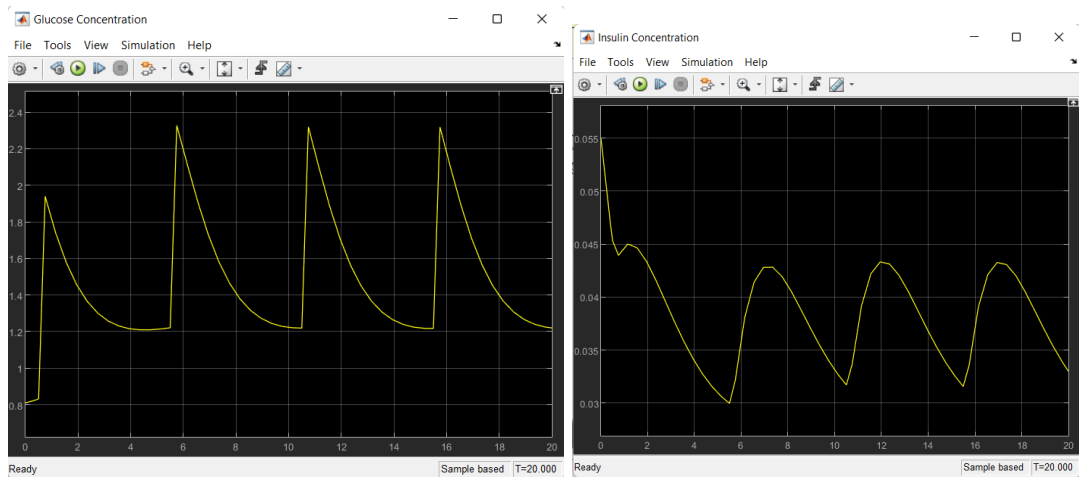 Glucose Concentration
File Tools View Simulation Help
2.4
2.2
2
1.8
1.6
1.4
1.2
1
0.8
0 2 4 6 8 10 12 14 16 18 20
Ready Sample based T=20.000
Insulin Concentration
File Tools View Simulation Help
0.055
0.05
0.045
0.04
0.035
0.03
0 2 4 6 8 10 12 14 16 18 20
Ready Sample based T=20.000